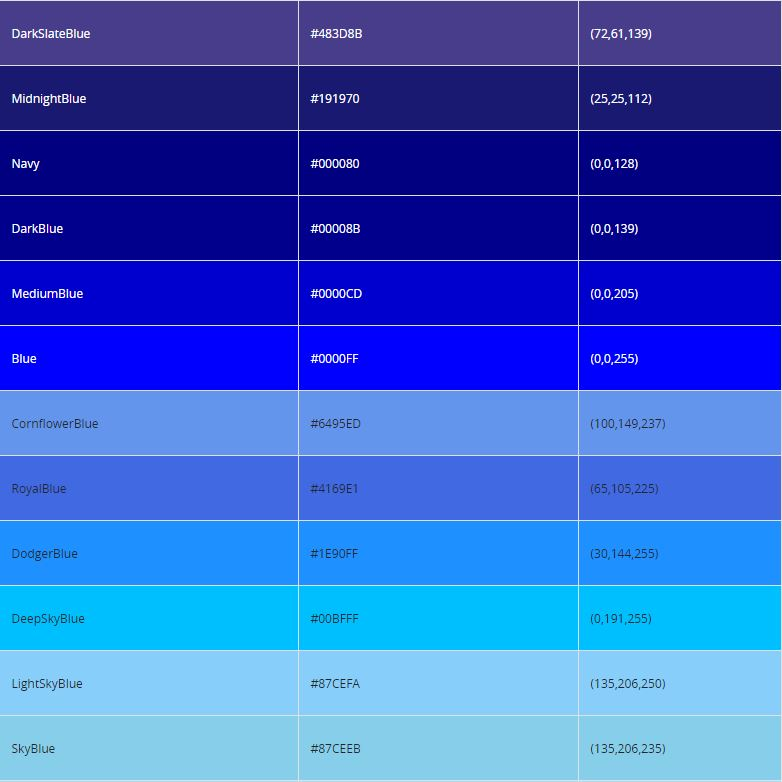 DarkSlateBlue #483D8B (72,61,139)
MidnightBlue #191970 (25,25,112)
Navy #000080 (0,0,128)
DarkBlue #00008B (0,0,139)
MediumBlue #0000CD (0,0,205)
Blue #0000FF (0,0,255)
CornflowerBlue #6495ED (100,149,237)
RoyalBlue #4169E1 (65,105,225)
DodgerBlue #1E90FF (30,144,255)
DeepSkyBlue #00BFFF (0,191,255)
LightSkyBlue #87CEFA (135,206,250)
SkyBlue #87CEEB (135,206,235)